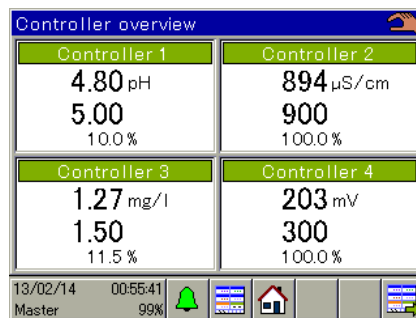 Controller overview
Controller 1
4.80 pH
5.00
10.0 %
Controller 2
894 µS/cm
900
100.0 %
Controller 3
1.27 mg/l
1.50
11.5 %
Controller 4
203 mV
300
100.0 %
13/02/14 00:55:41
Master 99%